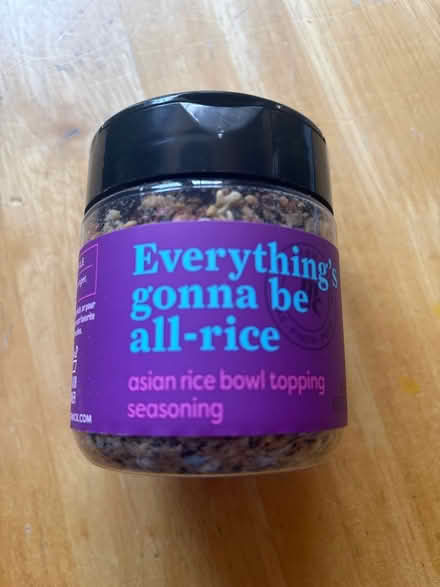 Everything's
gonna be
all-rice
asian rice bowl topping
seasoning